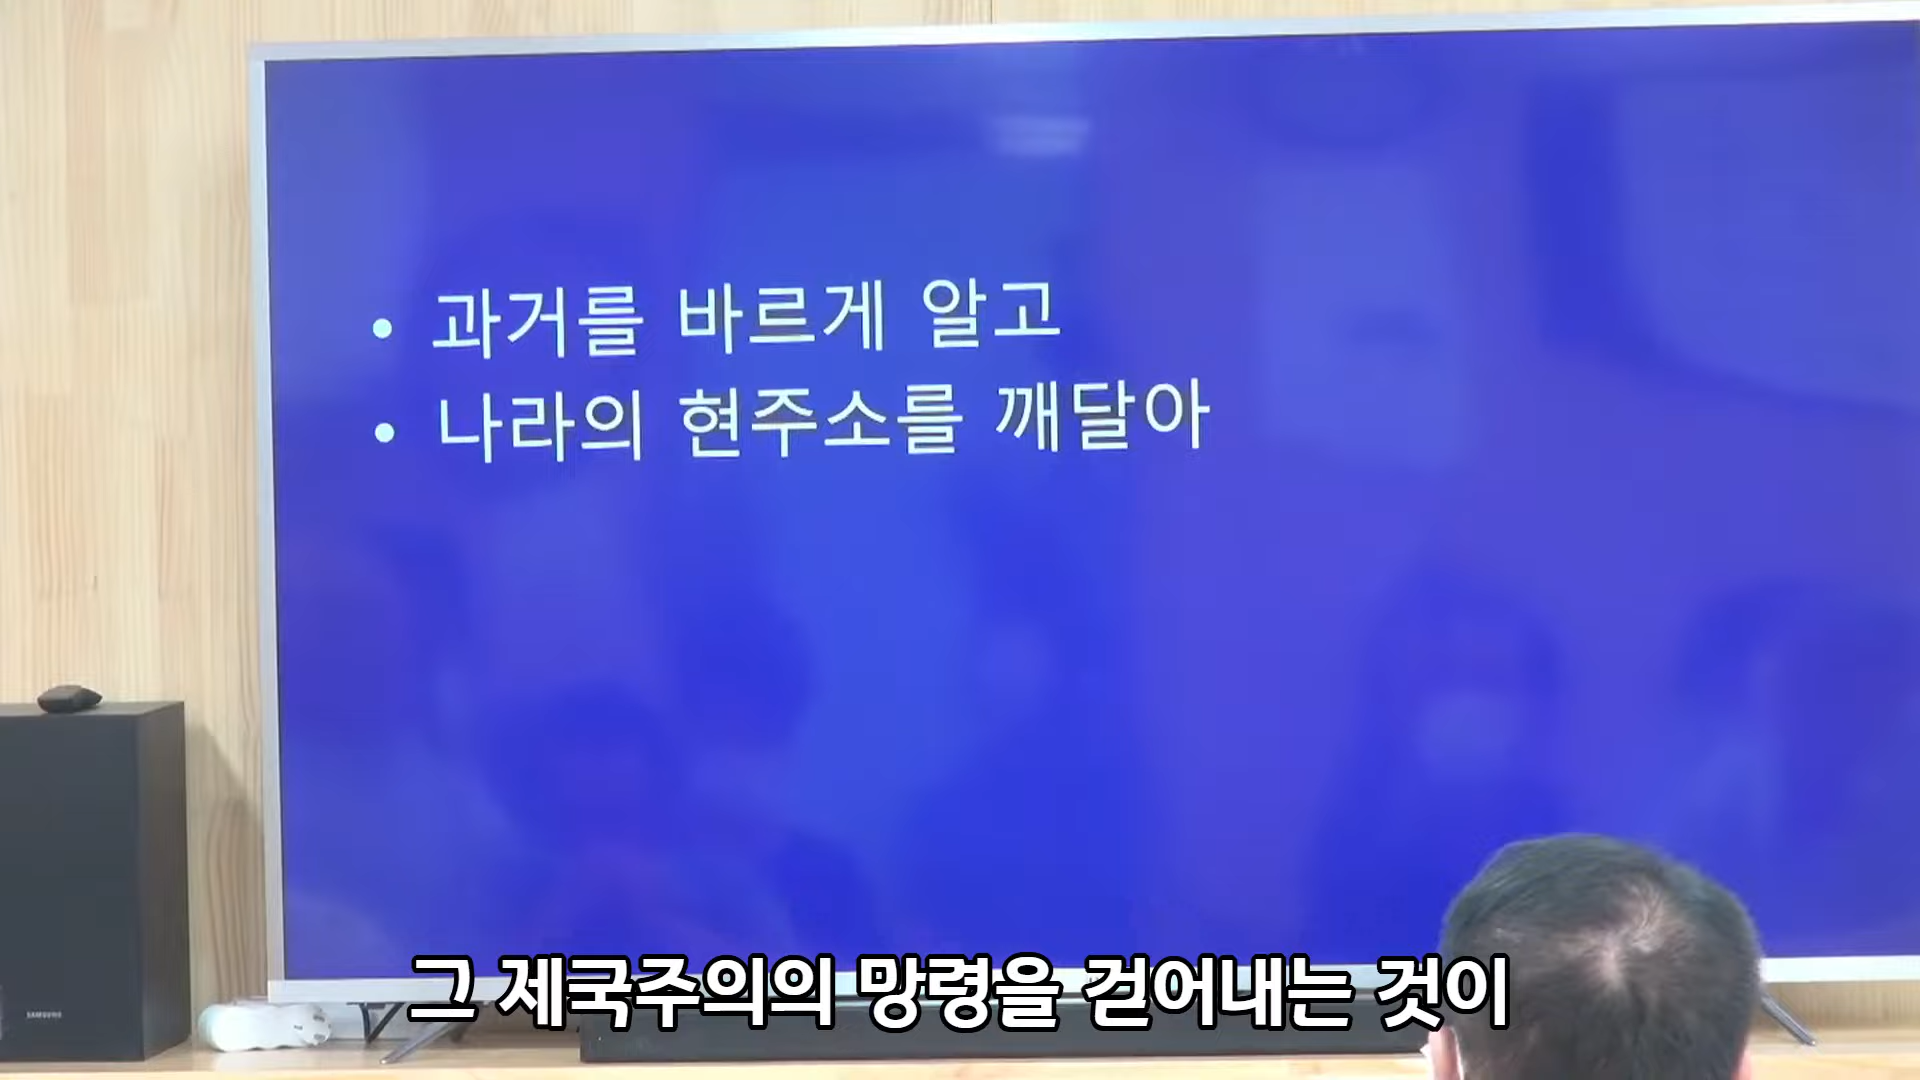 • 과거를 바르게 알고
• 나라의 현주소를 깨달아
SAMSUNG
그 제국주의의 망령을 걷어내는 것이